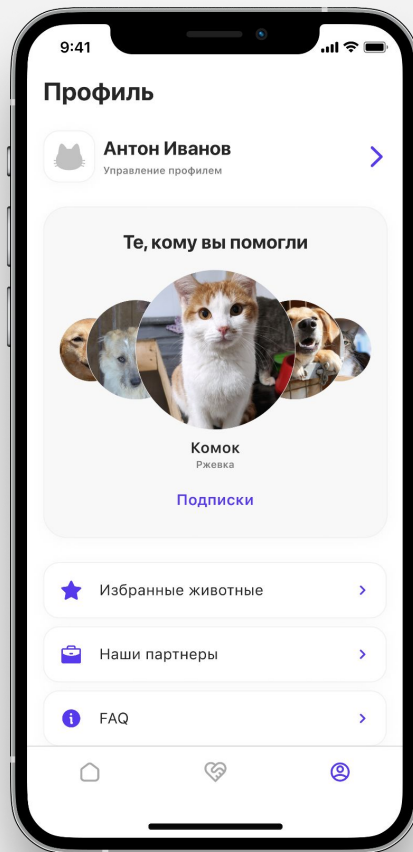 9:41
Профиль
Антон Иванов
Управление профилем
Те, кому вы помогли
Комок
Ржевка
Подписки
Избранные животные
Наши партнеры
FAQ